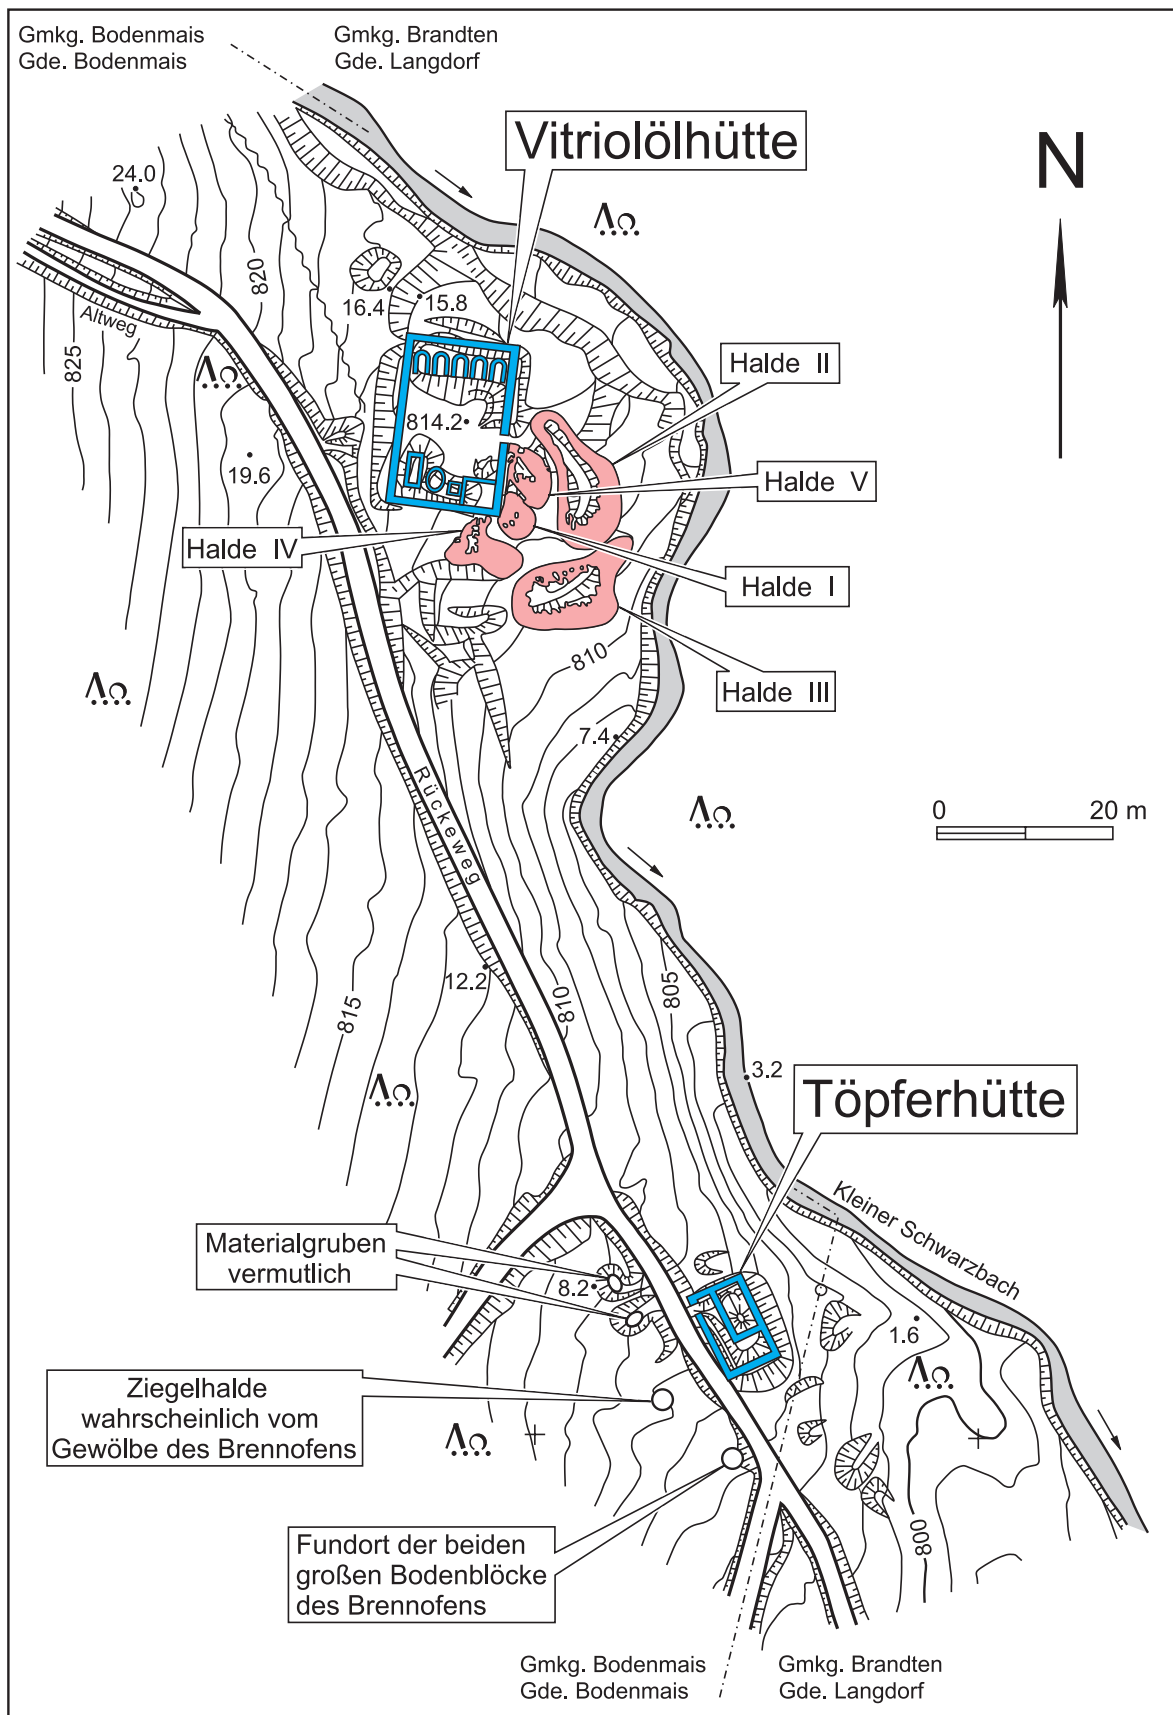 Gmkg. Bodenmais
Gde. Bodenmais
Gmkg. Brandten
Gde. Langdorf
Vitriolölhütte
N
24.0
820
16.4
15.8
Altweg
825
Halde II
814.2
19.6
Halde V
Halde IV
Halde I
810
Halde III
7.4
Rückeweg
0 20 m
12.2
815
810
805
3.2
Töpferhütte
Kleiner Schwarzbach
Materialgruben
vermutlich
8.2
1.6
Ziegelhalde
wahrscheinlich vom
Gewölbe des Brennofens
800
Fundort der beiden
großen Bodenblöcke
des Brennofens
Gmkg. Bodenmais
Gde. Bodenmais
Gmkg. Brandten
Gde. Langdorf